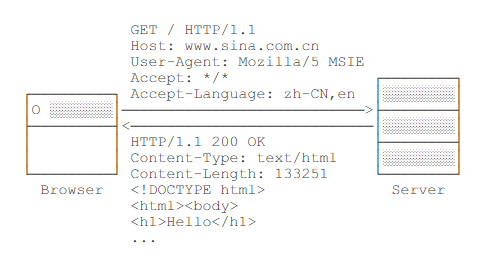 GET / HTTP/1.1
Host: www.sina.com.cn
User-Agent: Mozilla/5 MSIE
Accept: */*
Accept-Language: zh-CN,en
O
HTTP/1.1 200 OK
Content-Type: text/html
Content-Length: 133251
<!DOCTYPE html>
Browser
Server
<html><body>
<h1>Hello</h1>
...